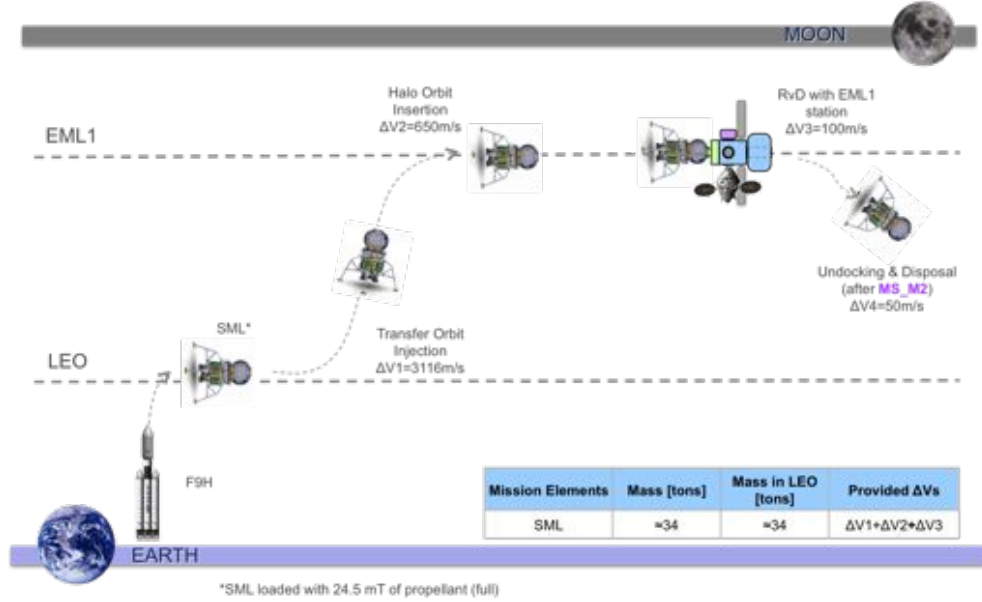 MOON
Halo Orbit
Insertion
ΔV2=650m/s
RvD with EML1
station
ΔV3=100m/s
EML1
Undocking & Disposal
(after MS_M2)
ΔV4=50m/s
SML*
Transfer Orbit
Injection
ΔV1=3116m/s
LEO
F9H
Mission Elements Mass [tons] Mass in LEO [tons] Provided ΔVs
SML ≈34 ≈34 ΔV1+ΔV2+ΔV3
EARTH
*SML loaded with 24.5 mT of propellant (full)